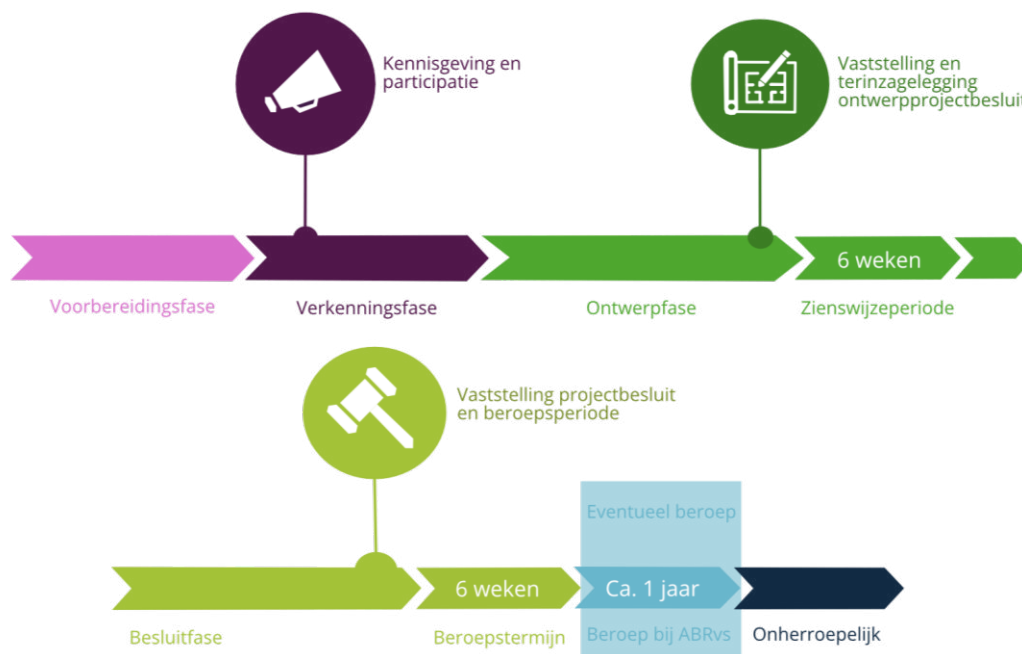 Kennisgeving en
participatie
Vaststelling en
terinzagelegging
ontwerpprojectbesluit
6 weken
Voorbereidingsfase
Verkenningsfase
Ontwerpfase
Zienswijzeperiode
Vaststelling projectbesluit
en beroepsperiode
Eventueel beroep
6 weken
Ca. 1 jaar
Besluitfase
Beroepstermijn
Beroep bij ABRvs
Onherroepelijk